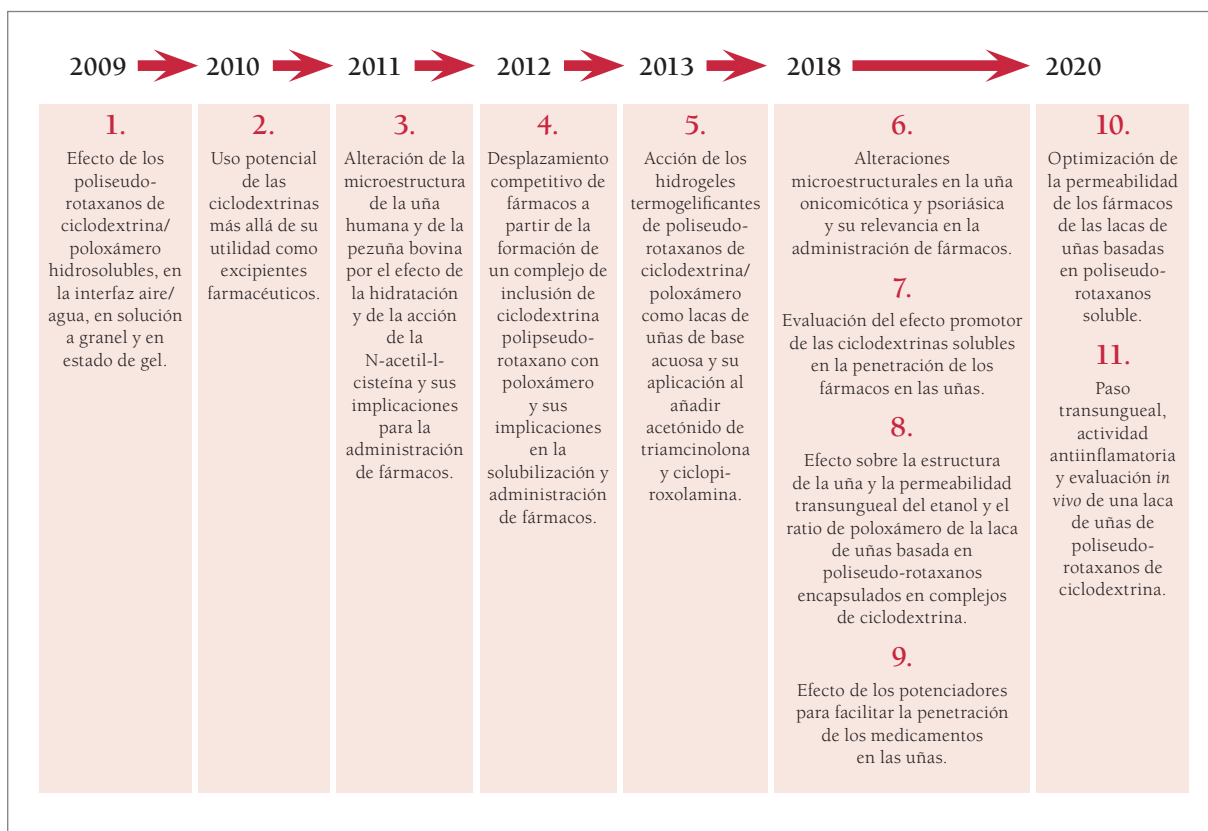 2009 2010 2011 2012 2013 2018 2020
1.
Efecto de los
poliseudo-
rotaxanos de
ciclodextrina/
poloxámero
hidrosolubles, en
la interfaz aire/
agua, en solución
a granel y en
estado de gel.
2.
Uso potencial
de las
ciclodextrinas
más allá de su
utilidad como
excipientes
farmacéuticos.
3.
Alteración de la
microestructura
de la uña
humana y de la
pezuña bovina
por el efecto de
la hidratación
y de la acción
de la
N-acetil-l-
cisteína y sus
implicaciones
para la
administración
de fármacos.
4.
Desplazamiento
competitivo de
fármacos a
partir de la
formación de
un complejo de
inclusión de
ciclodextrina
polipseudo-
rotaxano con
poloxámero
y sus
implicaciones
en la
solubilización y
administración
de fármacos.
5.
Acción de los
hidrogeles
termogelificantes
de poliseudo-
rotaxanos de
ciclodextrina/
poloxámero
como lacas de
uñas de base
acuosa y su
aplicación al
añadir
acetónido de
triamcinolona
y ciclopi-
roxolamina.
6.
Alteraciones
microestructurales en la uña
onicomicótica y psoriásica
y su relevancia en la
administración de fármacos.
7.
Evaluación del efecto promotor
de las ciclodextrinas solubles
en la penetración de los
fármacos en las uñas.
8.
Efecto sobre la estructura
de la uña y la permeabilidad
transungueal del etanol y el
ratio de poloxámero de la laca
de uñas basada en
poliseudo-rotaxanos
encapsulados en complejos
de ciclodextrina.
9.
Efecto de los potenciadores
para facilitar la penetración
de los medicamentos
en las uñas.
10.
Optimización de
la permeabilidad
de los fármacos
de las lacas de
uñas basadas
en poliseudo-
rotaxanos
soluble.
11.
Paso
transungueal,
actividad
antiinflamatoria
y evaluación in
vivo de una laca
de uñas de
poliseudo-
rotaxanos de
ciclodextrina.